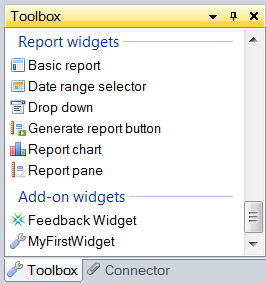 Toolbox
Report widgets
Basic report
Date range selector
Drop down
Generate report button
Report chart
Report pane
Add-on widgets
Feedback Widget
MyFirstWidget
Toolbox
Connector